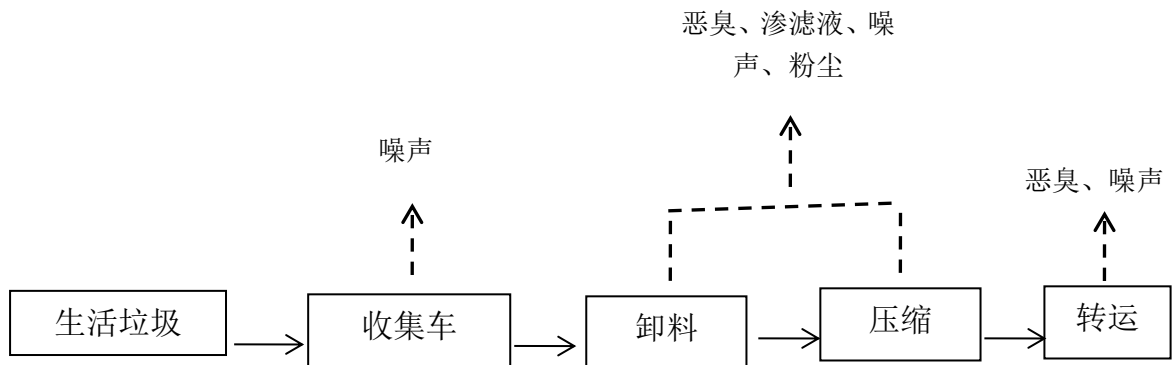 恶臭、渗滤液、噪
声、粉尘
噪声
恶臭、噪声
生活垃圾
收集车
卸料
压缩
转运